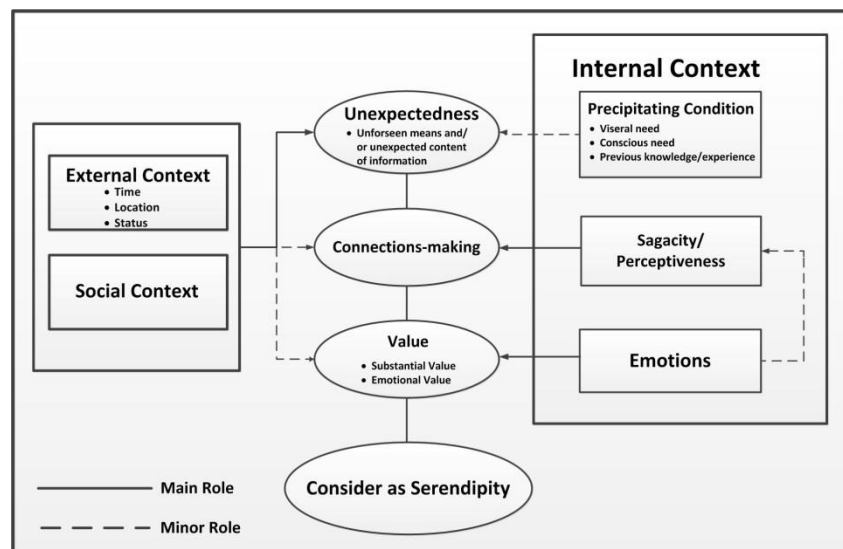 Internal Context
Unexpectedness
• Unforseen means and/
or unexpected content
of information
Precipitating Condition
• Viseral need
• Conscious need
• Previous knowledge/experience
External Context
• Time
• Location
• Status
Social Context
Connections-making
Sagacity/
Perceptiveness
Value
• Substantial Value
• Emotional Value
Emotions
Consider as Serendipity
Main Role
Minor Role